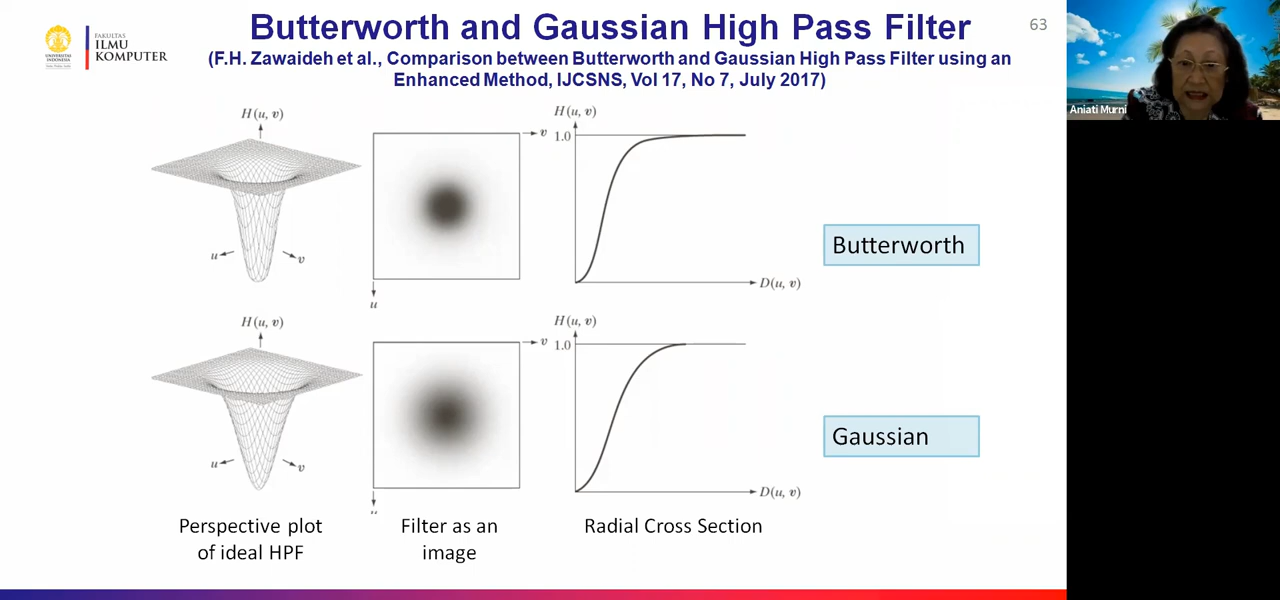 Butterworth and Gaussian High Pass Filter
(F.H. Zawaideh et al., Comparison between Butterworth and Gaussian High Pass Filter using an
Enhanced Method, IJCSNS, Vol 17, No 7, July 2017)
63
UNIVERSITAS
INDONESIA
FAKULTAS
ILMU
KOMPUTER
Aniati Murni
H(u, v)
u
v
v
u
H(u, v)
1.0
D(u, v)
Butterworth
H(u, v)
u
v
v
H(u, v)
1.0
D(u, v)
Gaussian
Perspective plot
of ideal HPF
Filter as an
image
Radial Cross Section